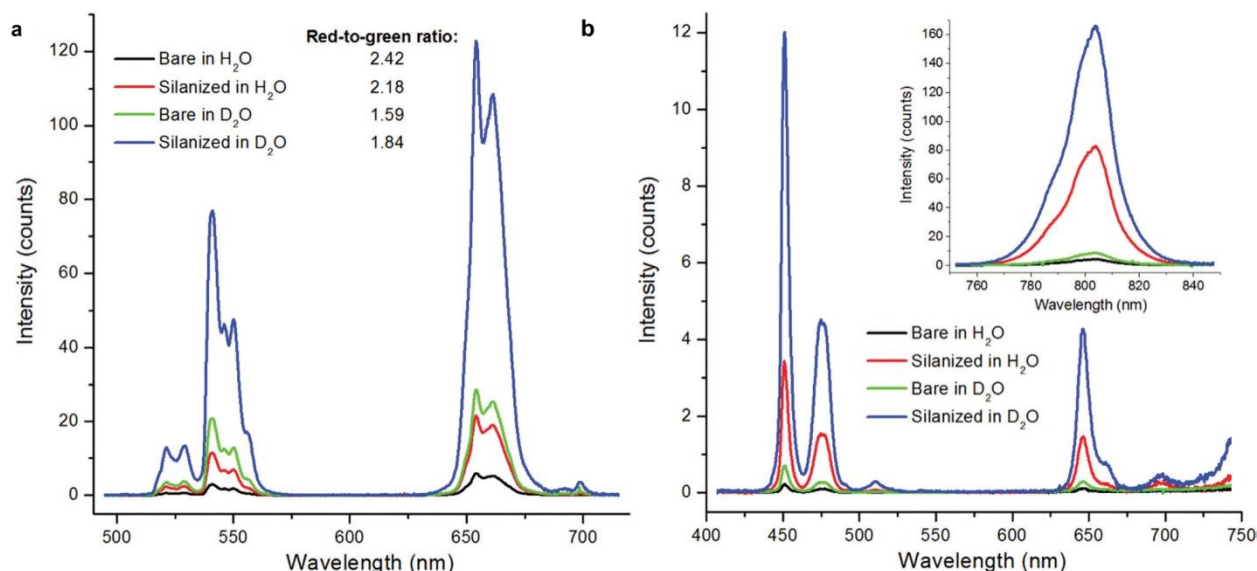 a
Red-to-green ratio:
Bare in H₂O 2.42
Silanized in H₂O 2.18
Bare in D₂O 1.59
Silanized in D₂O 1.84
120
100
80
60
40
20
0
500 550 600 650 700
Intensity (counts)
Wavelength (nm)
b
12
10
8
6
4
2
0
400 450 500 550 600 650 700 750
Intensity (counts)
Wavelength (nm)
160
140
120
100
80
60
40
20
0
760 780 800 820 840
Intensity (counts)
Wavelength (nm)
Bare in H₂O
Silanized in H₂O
Bare in D₂O
Silanized in D₂O